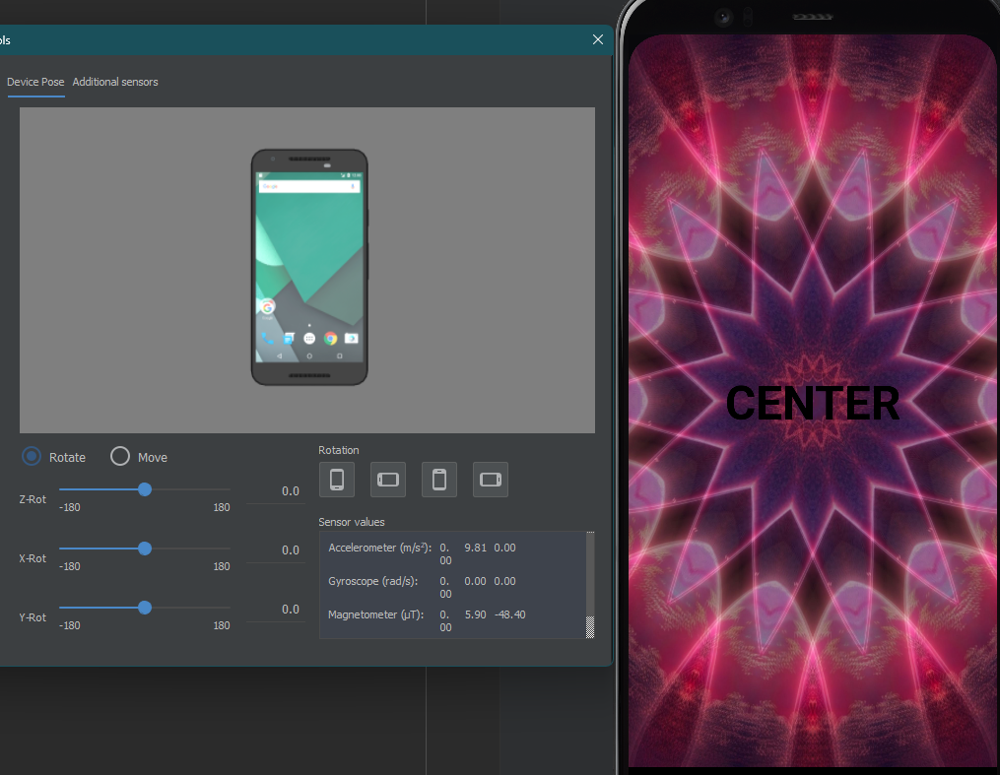 ols
Device Pose Additional sensors
Google
Rotate Move
Z-Rot
-180 180
0.0
X-Rot
-180 180
0.0
Y-Rot
-180 180
0.0
Rotation
Sensor values
Accelerometer (m/s²): 0.00 9.81 0.00
Gyroscope (rad/s): 0.00 0.00 0.00
Magnetometer (μT): 0.00 5.90 -48.40
CENTER